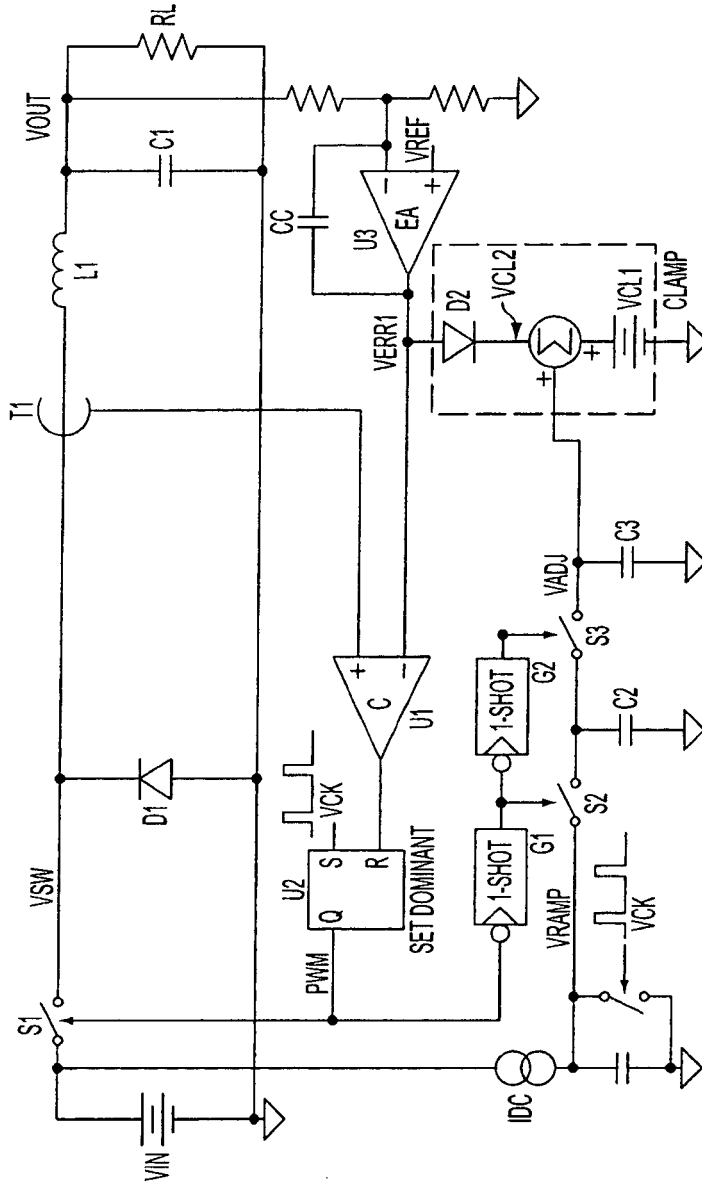 VIN
S1
VSW
D1
T1
L1
C1
VOUT
RL
PWM
U2
Q
S
R
VCK
SET DOMINANT
C
+
−
U1
VERR1
CC
U3
EA
−
+
VREF
D2
VCL2
Σ
+
+
VCL1
CLAMP
IDC
VRAMP
VCK
1-SHOT
G1
S2
C2
1-SHOT
G2
S3
VADJ
C3